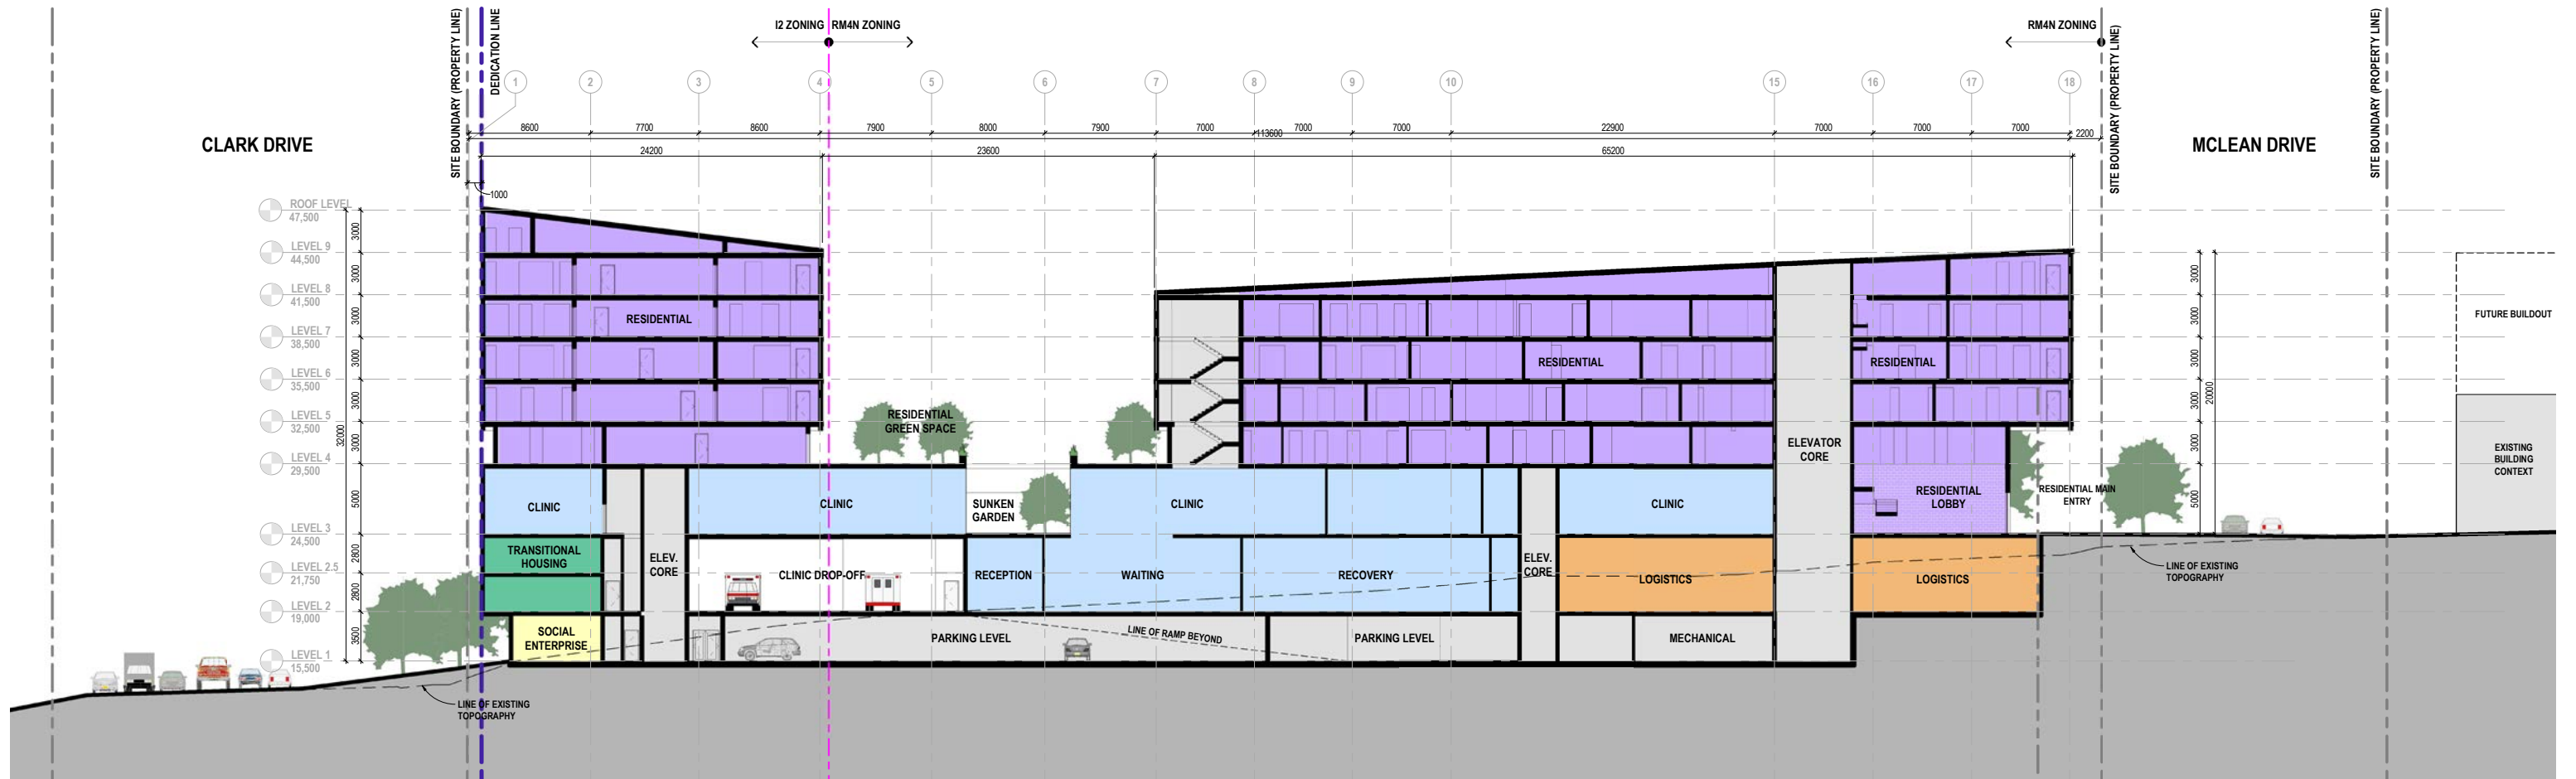 I2 ZONING
RM4N ZONING
RM4N ZONING
SITE BOUNDARY (PROPERTY LINE)
DEDICATION LINE
SITE BOUNDARY (PROPERTY LINE)
SITE BOUNDARY (PROPERTY LINE)
1
2
3
4
5
6
7
8
9
10
15
16
17
18
8600
7700
8600
7900
8000
7900
7000
113600
7000
7000
22900
7000
7000
7000
2200
CLARK DRIVE
MCLEAN DRIVE
24200
23600
65200
1000
ROOF LEVEL
47,500
LEVEL 9
44,500
LEVEL 8
41,500
LEVEL 7
38,500
LEVEL 6
35,500
LEVEL 5
32,500
LEVEL 4
29,500
LEVEL 3
24,500
LEVEL 2.5
21,750
LEVEL 2
19,000
LEVEL 1
15,500
3000
3000
3000
3000
3000
3000
5000
2800
2800
3500
32000
RESIDENTIAL
RESIDENTIAL
RESIDENTIAL
RESIDENTIAL
GREEN SPACE
ELEVATOR
CORE
3000
3000
3000
3000
3000
5000
20000
FUTURE BUILDOUT
EXISTING
BUILDING
CONTEXT
CLINIC
CLINIC
SUNKEN
GARDEN
CLINIC
CLINIC
RESIDENTIAL
LOBBY
RESIDENTIAL MAIN
ENTRY
TRANSITIONAL
HOUSING
ELEV.
CORE
CLINIC DROP-OFF
RECEPTION
WAITING
RECOVERY
ELEV.
CORE
LOGISTICS
LOGISTICS
LINE OF EXISTING
TOPOGRAPHY
SOCIAL
ENTERPRISE
PARKING LEVEL
LINE OF RAMP BEYOND
PARKING LEVEL
MECHANICAL
LINE OF EXISTING
TOPOGRAPHY